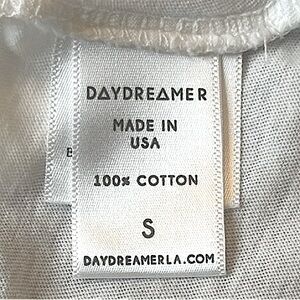 DAYDREAMER
MADE IN
USA
100% COTTON
S
DAYDREAMERLA.COM